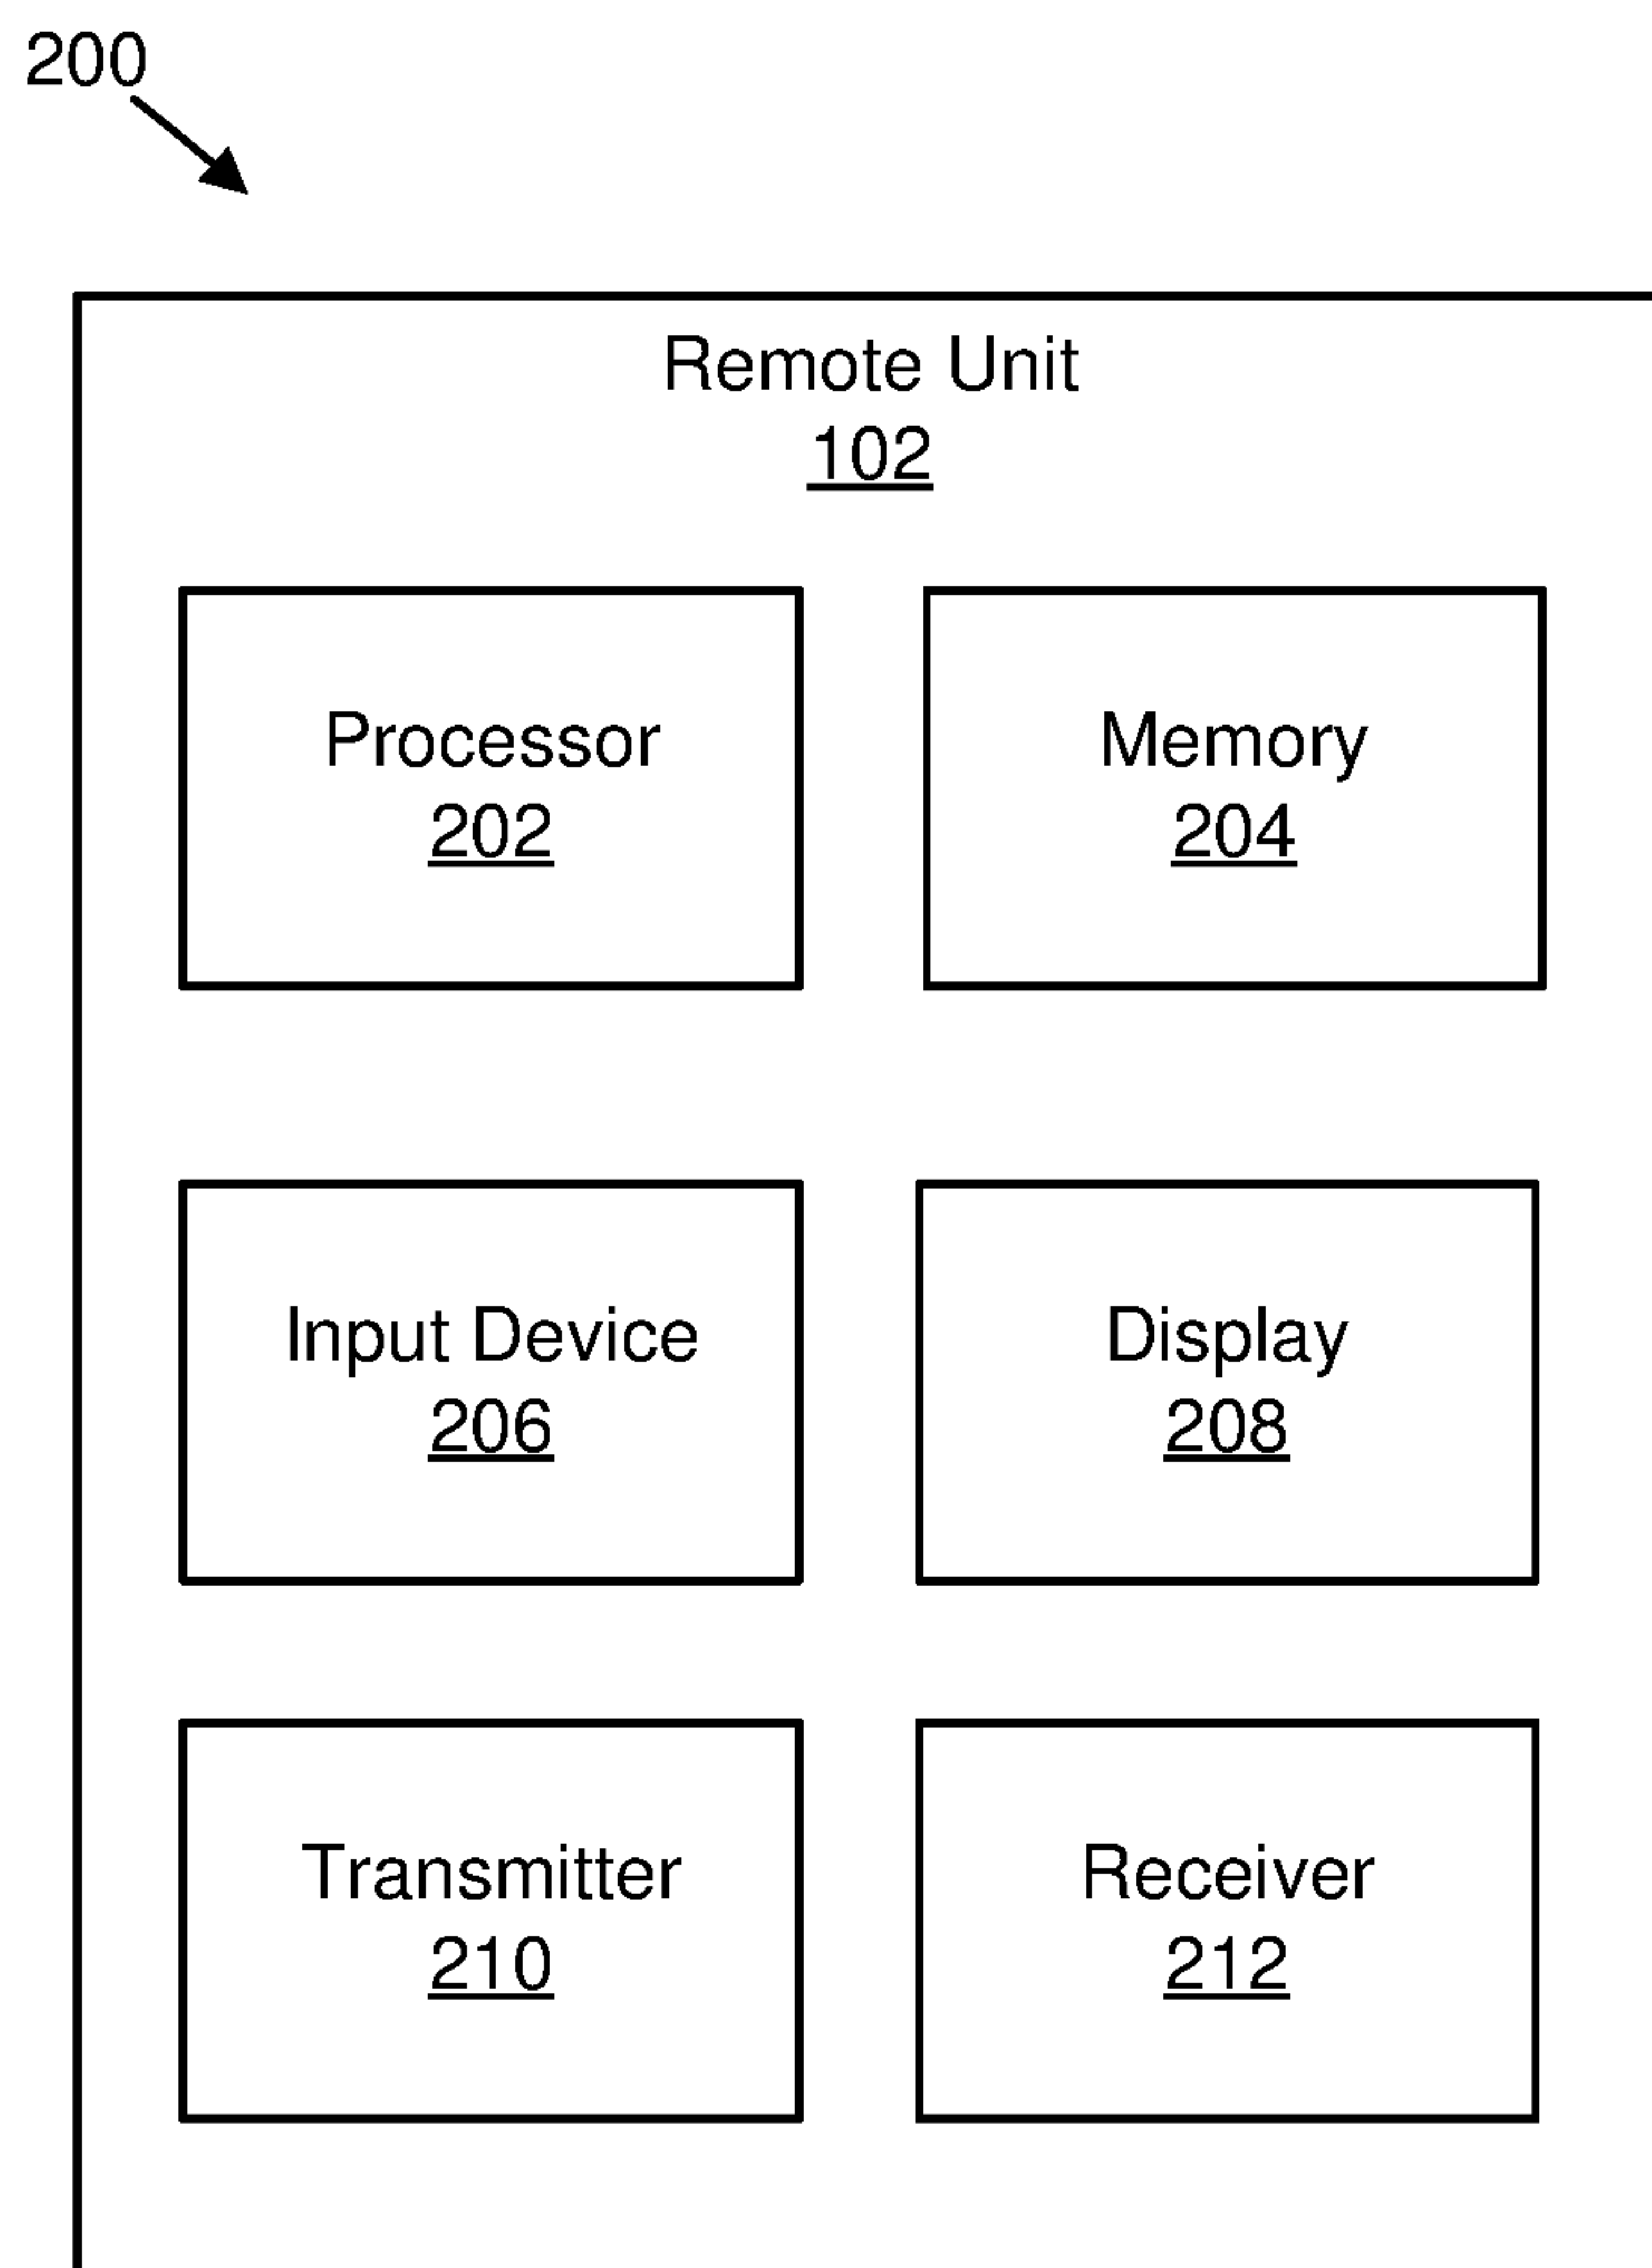 200
Remote Unit
102
Processor
202
Memory
204
Input Device
206
Display
208
Transmitter
210
Receiver
212